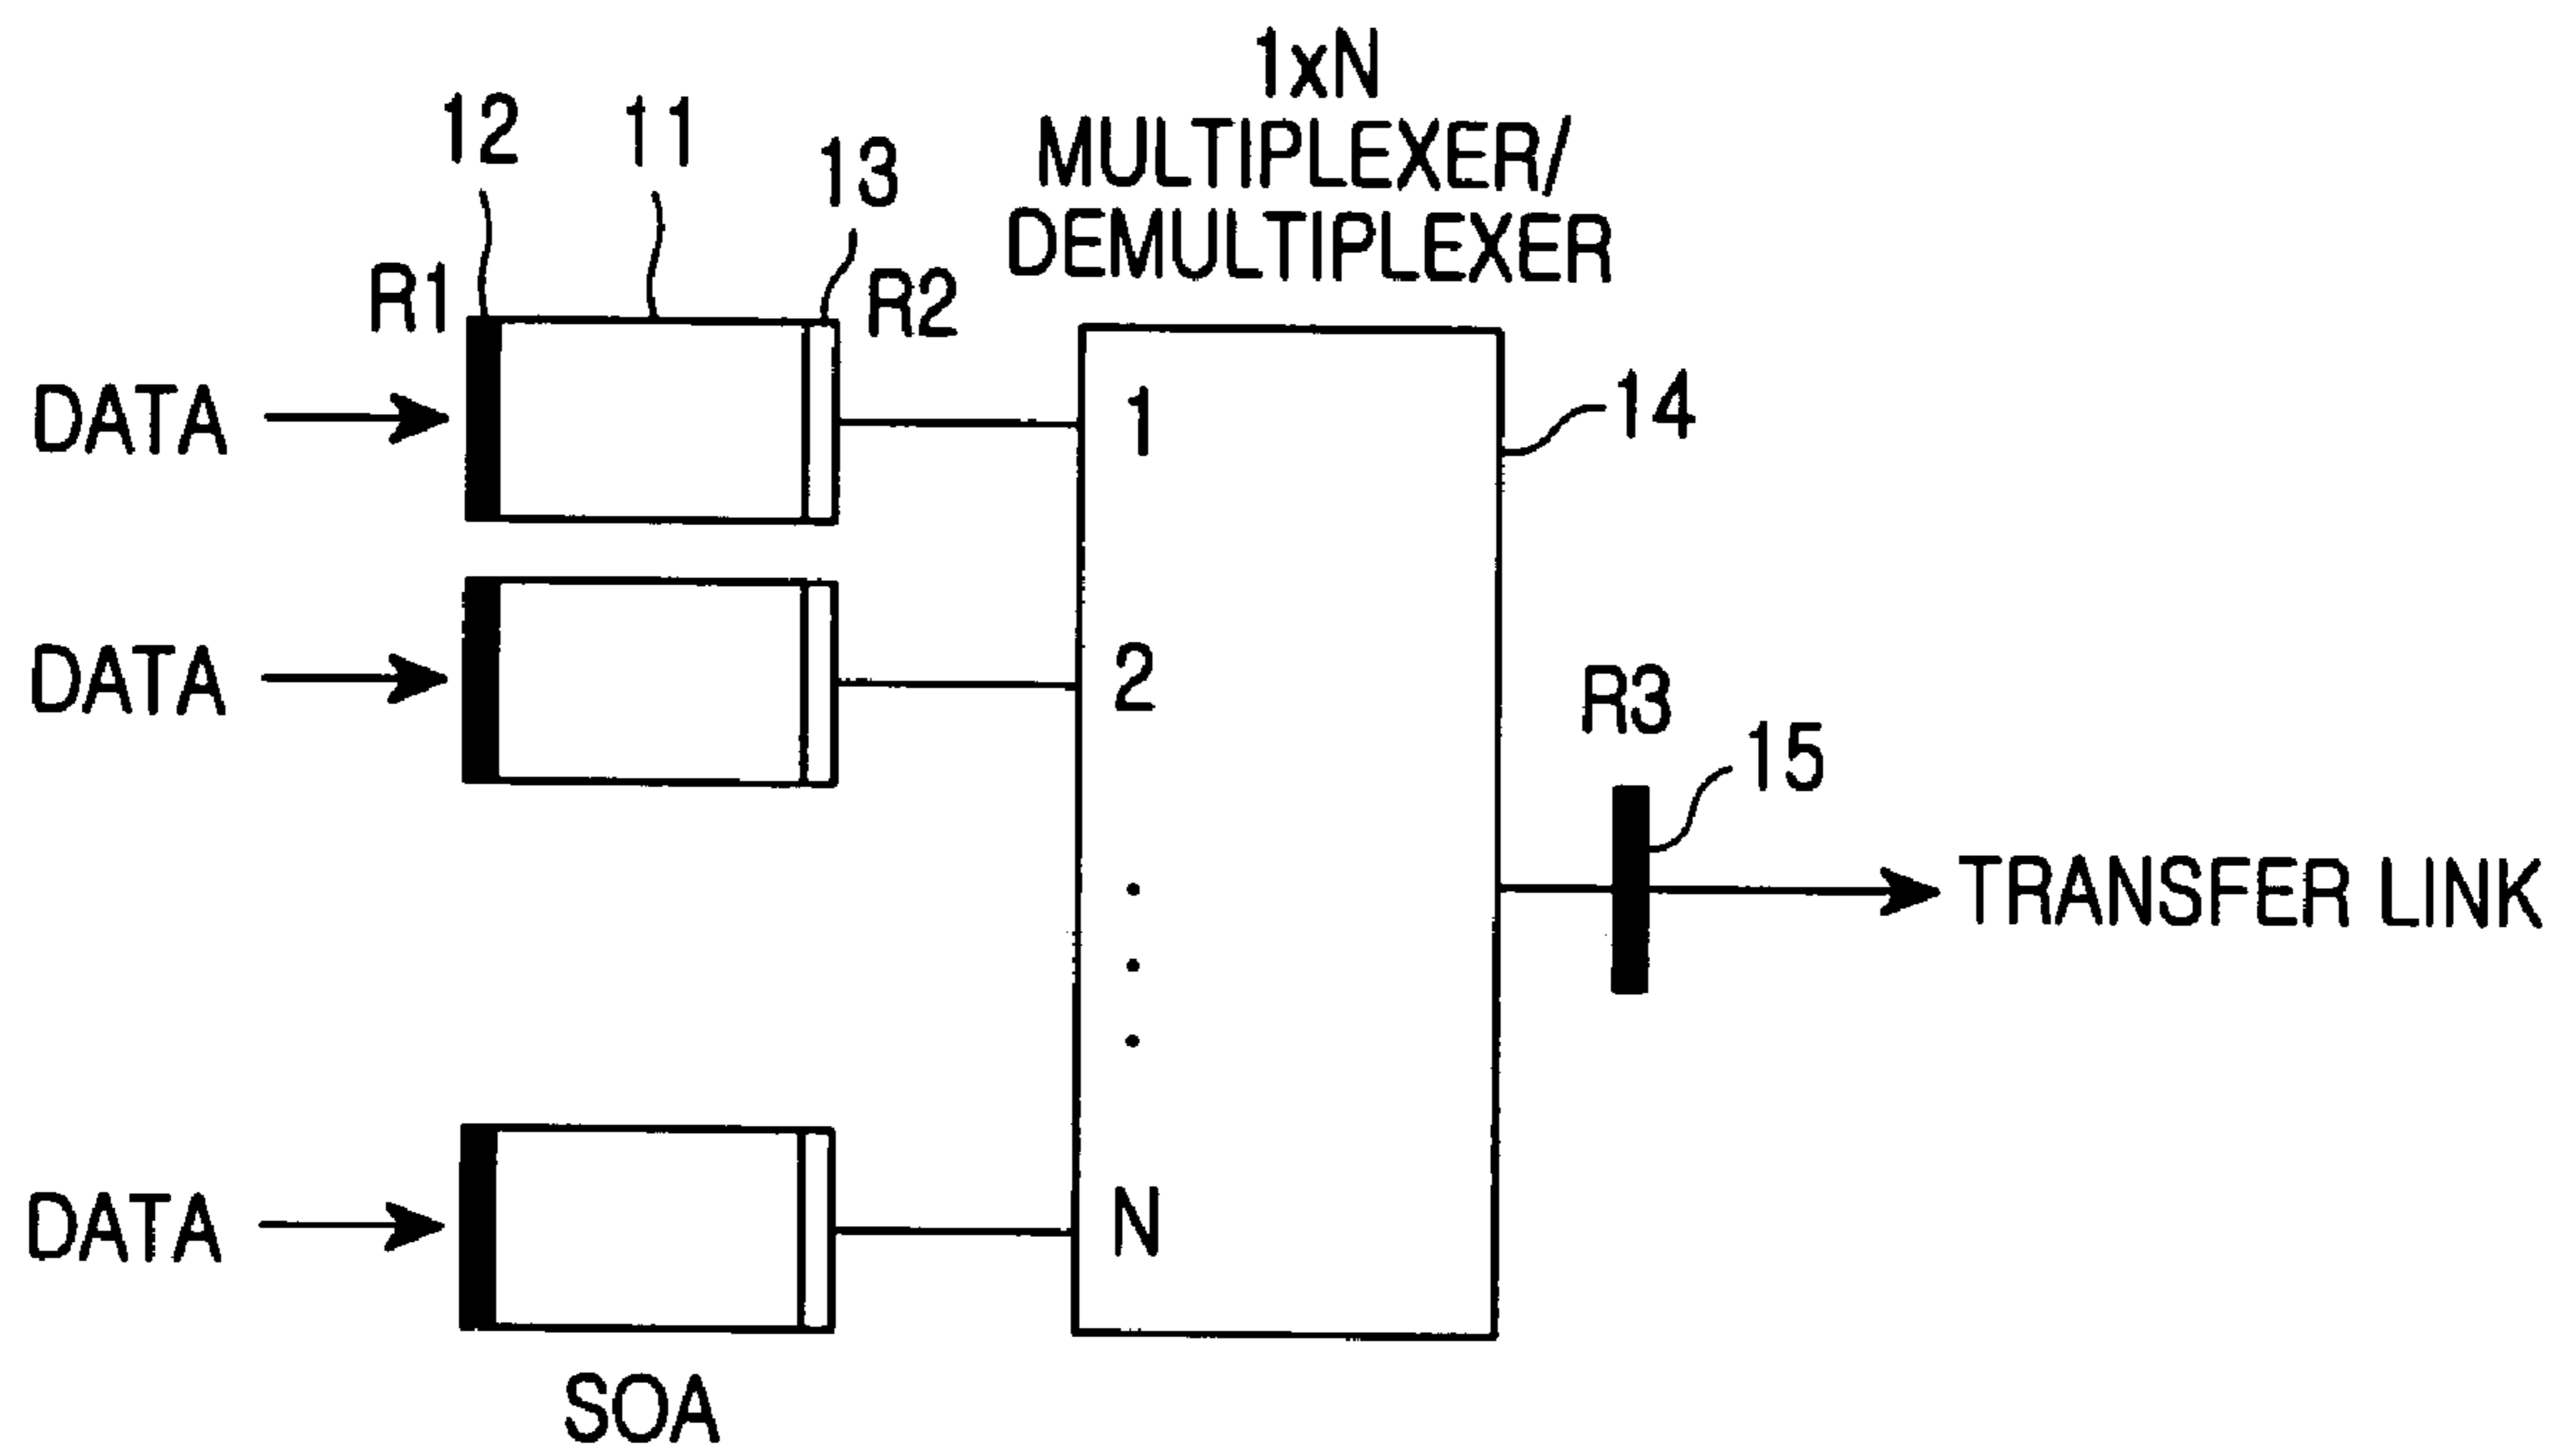 1xN
MULTIPLEXER/
DEMULTIPLEXER
12
11
13
R1
R2
DATA
1
14
DATA
2
R3
15
TRANSFER LINK
DATA
N
SOA